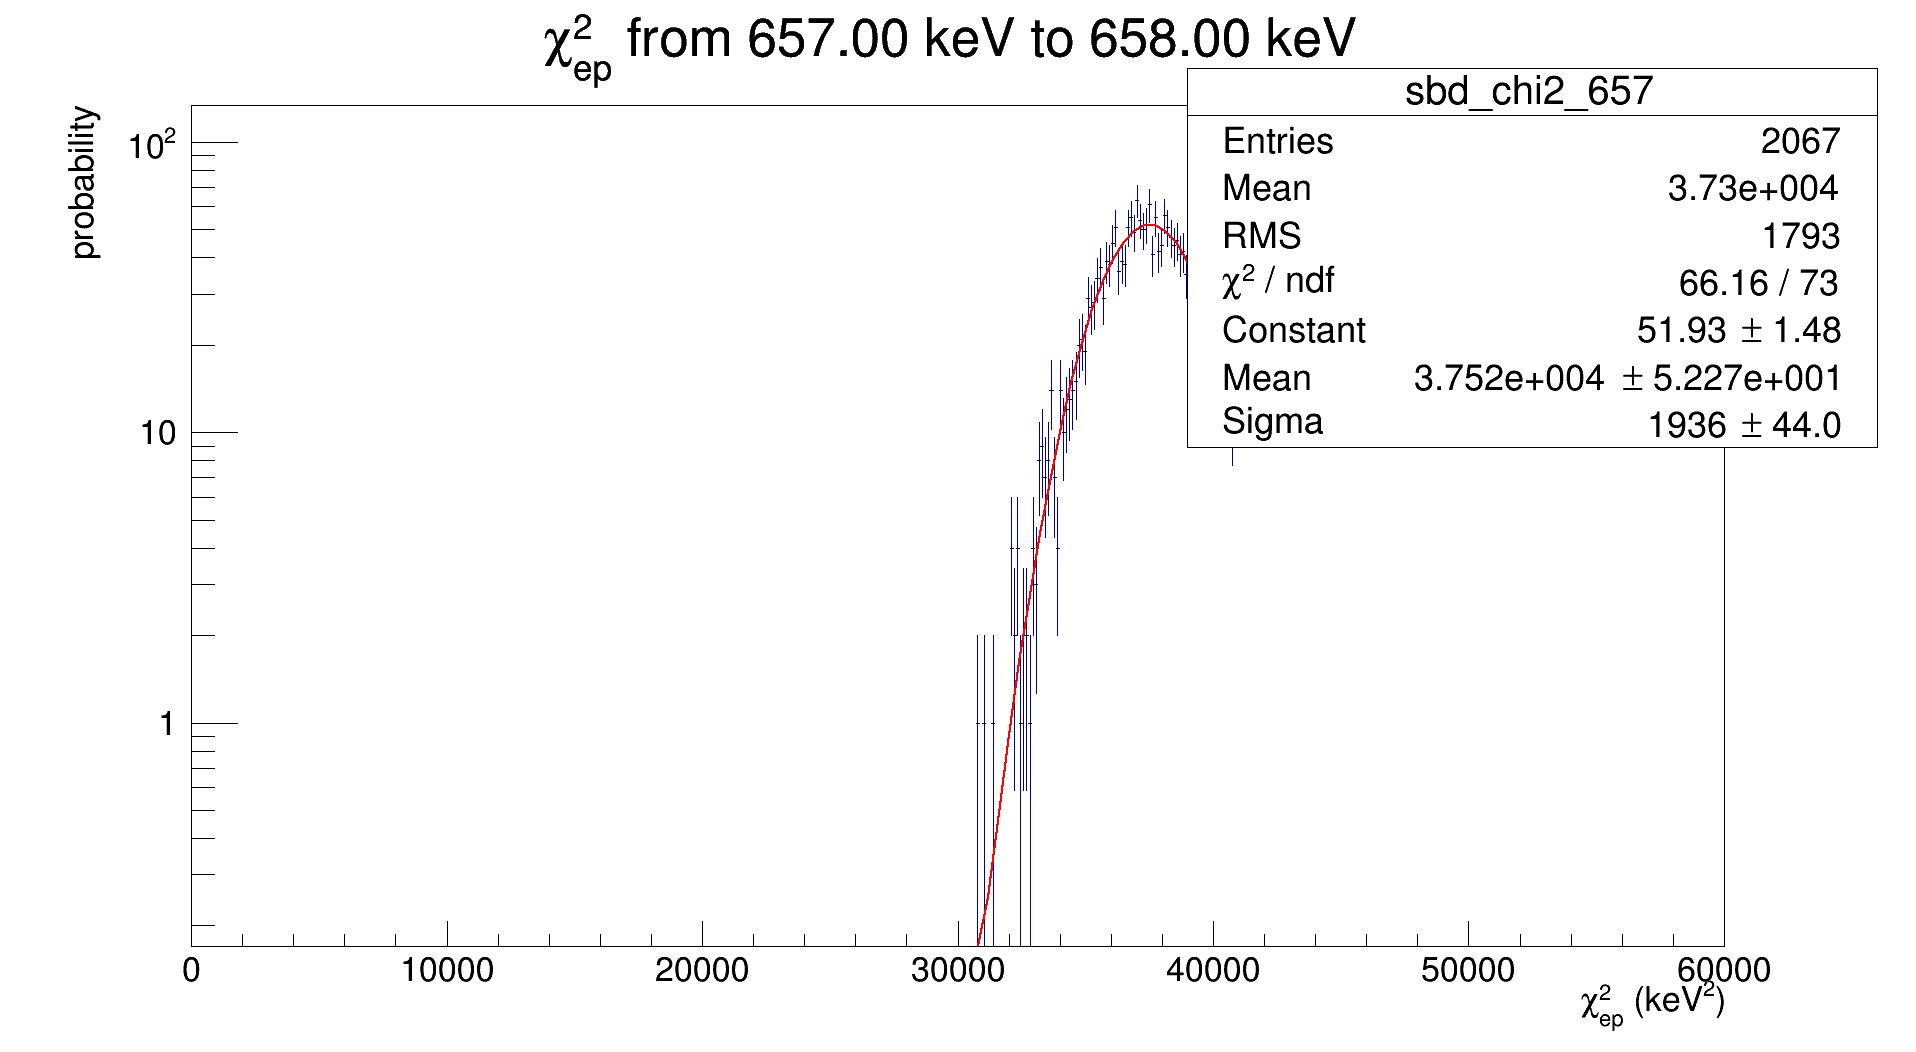 χ²ep from 657.00 keV to 658.00 keV
sbd_chi2_657
Entries 2067
Mean 3.73e+004
RMS 1793
χ² / ndf 66.16 / 73
Constant 51.93 ± 1.48
Mean 3.752e+004 ± 5.227e+001
Sigma 1936 ± 44.0
probability
10²
10
1
0 10000 20000 30000 40000 50000 60000
χ²ep (keV²)